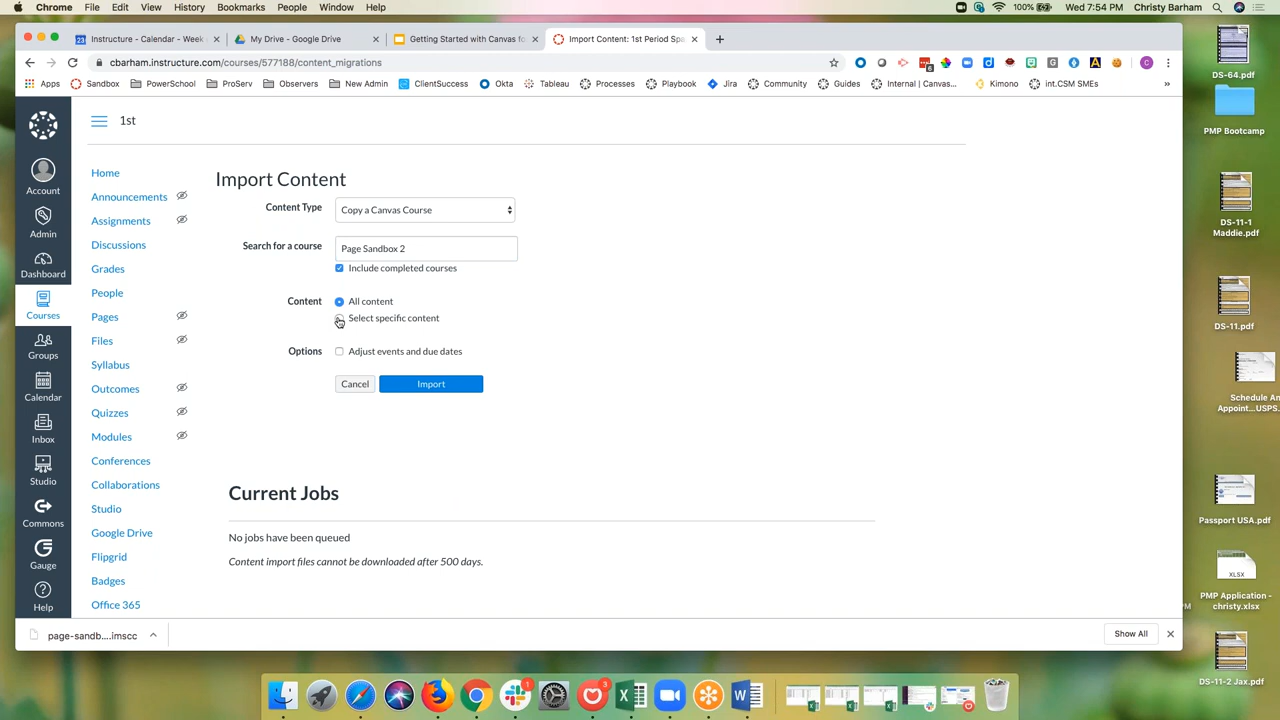 Chrome File Edit View History Bookmarks People Window Help 100% Wed 7:54 PM Christy Barham
23 Instructure - Calendar - Week My Drive - Google Drive Getting Started with Canvas fo Import Content: 1st Period Spa
cbarham.instructure.com/courses/577188/content_migrations
Apps Sandbox PowerSchool ProServ Observers New Admin ClientSuccess Okta Tableau Processes Playbook Jira Community Guides Internal | Canvas... Kimono int.CSM SMEs »
1st
Account
Admin
Dashboard
Courses
Groups
Calendar
Inbox
Studio
Commons
Gauge
Help
Home
Announcements
Assignments
Discussions
Grades
People
Pages
Files
Syllabus
Outcomes
Quizzes
Modules
Conferences
Collaborations
Studio
Google Drive
Flipgrid
Badges
Office 365
Import Content
Content Type Copy a Canvas Course
Search for a course Page Sandbox 2
Include completed courses
Content All content
Select specific content
Options Adjust events and due dates
Cancel Import
Current Jobs
No jobs have been queued
Content import files cannot be downloaded after 500 days.
page-sandb....imscc
Show All
DS-64.pdf
PMP Bootcamp
DS-11-1
Maddie.pdf
DS-11.pdf
Schedule An
Appoint...USPS.
Passport USA.pdf
XLSX
PM
PMP Application -
christy.xlsx
DS-11-2 Jax.pdf
1
3